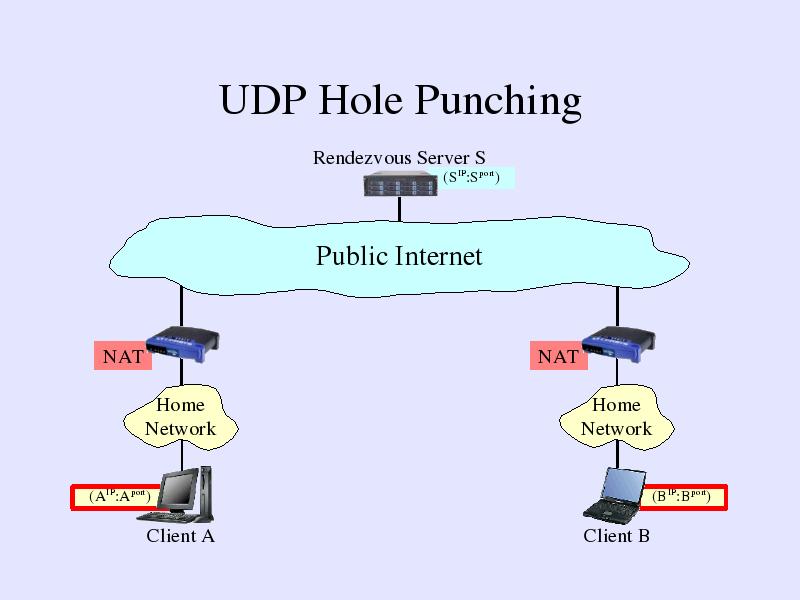 UDP Hole Punching
Rendezvous Server S
(S^IP:S^port)
Public Internet
NAT
NAT
Home
Network
Home
Network
(A^IP:A^port)
(B^IP:B^port)
Client A
Client B